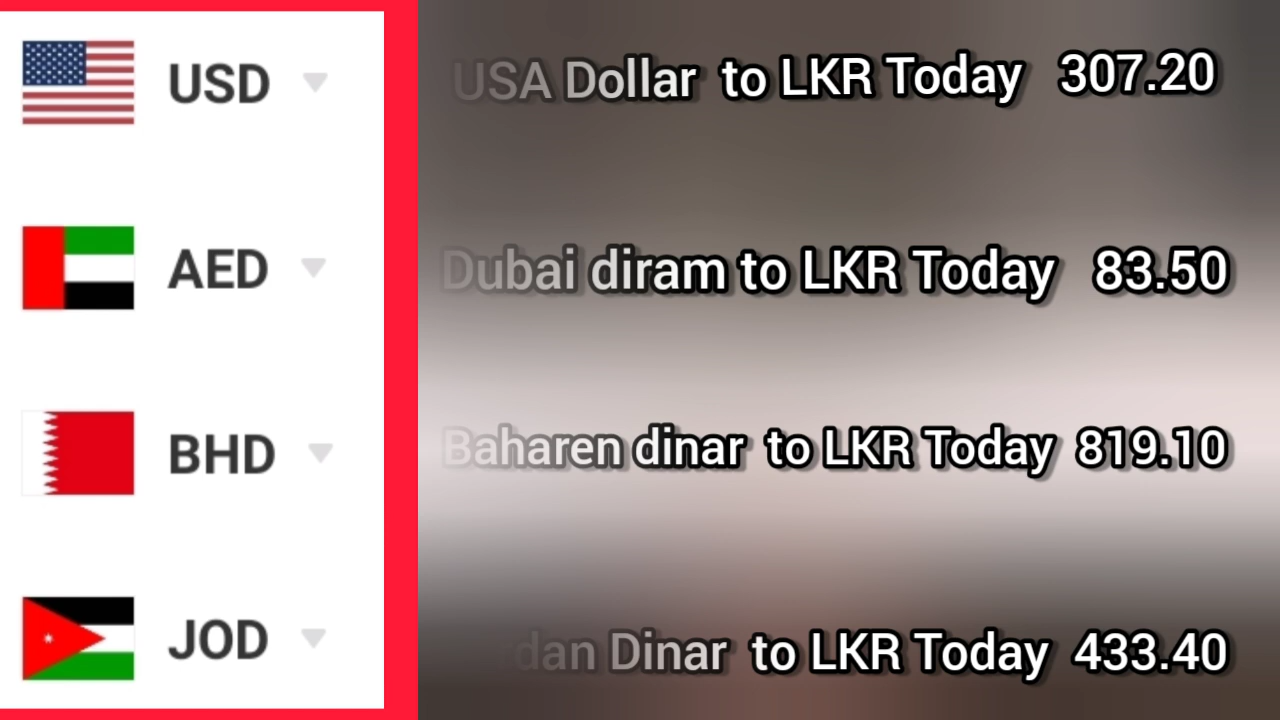 USD
USA Dollar to LKR Today 307.20
AED
Dubai diram to LKR Today 83.50
BHD
Baharen dinar to LKR Today 819.10
JOD
dan Dinar to LKR Today 433.40